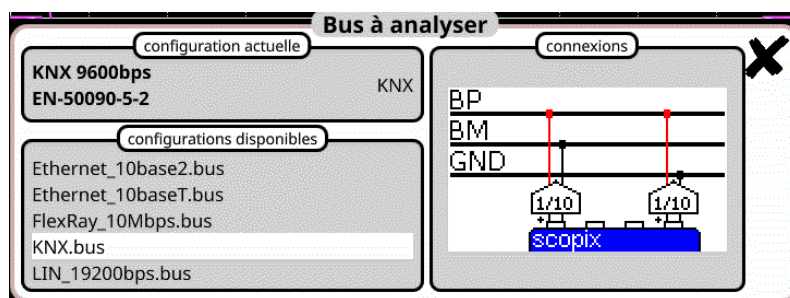 Bus à analyser
configuration actuelle
KNX 9600bps
EN-50090-5-2
KNX
configurations disponibles
Ethernet_10base2.bus
Ethernet_10baseT.bus
FlexRay_10Mbps.bus
KNX.bus
LIN_19200bps.bus
connexions
BP
BM
GND
1/10 1/10
+ +
scopix